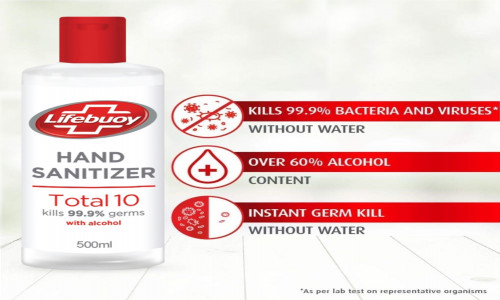 Lifebuoy
HAND
SANITIZER
Total 10
kills 99.9% germs
with alcohol
500ml
KILLS 99.9% BACTERIA AND VIRUSES*
WITHOUT WATER
OVER 60% ALCOHOL
CONTENT
INSTANT GERM KILL
WITHOUT WATER
*As per lab test on representative organisms